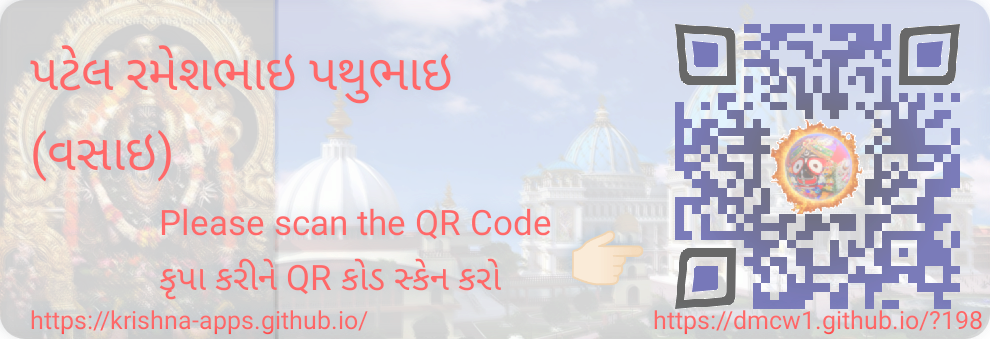 પટેલ રમેશભાઇ પથુભાઇ
(વસાઇ)
Please scan the QR Code
કૃપા કરીને QR કોડ સ્કેન કરો
https://krishna-apps.github.io/
https://dmcw1.github.io/?198